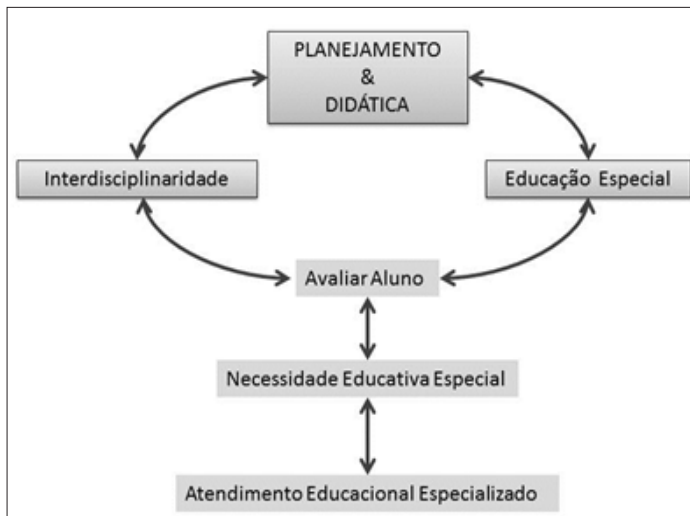 PLANEJAMENTO
&
DIDÁTICA
Interdisciplinaridade
Educação Especial
Avaliar Aluno
Necessidade Educativa Especial
Atendimento Educacional Especializado